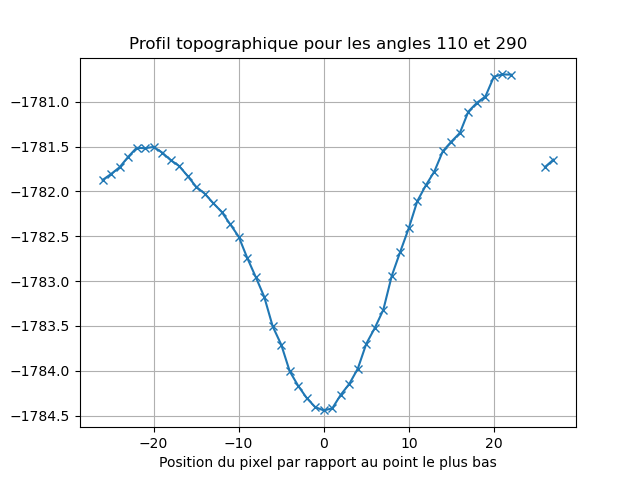 Profil topographique pour les angles 110 et 290
−1781.0
−1781.5
−1782.0
−1782.5
−1783.0
−1783.5
−1784.0
−1784.5
−20 −10 0 10 20
Position du pixel par rapport au point le plus bas